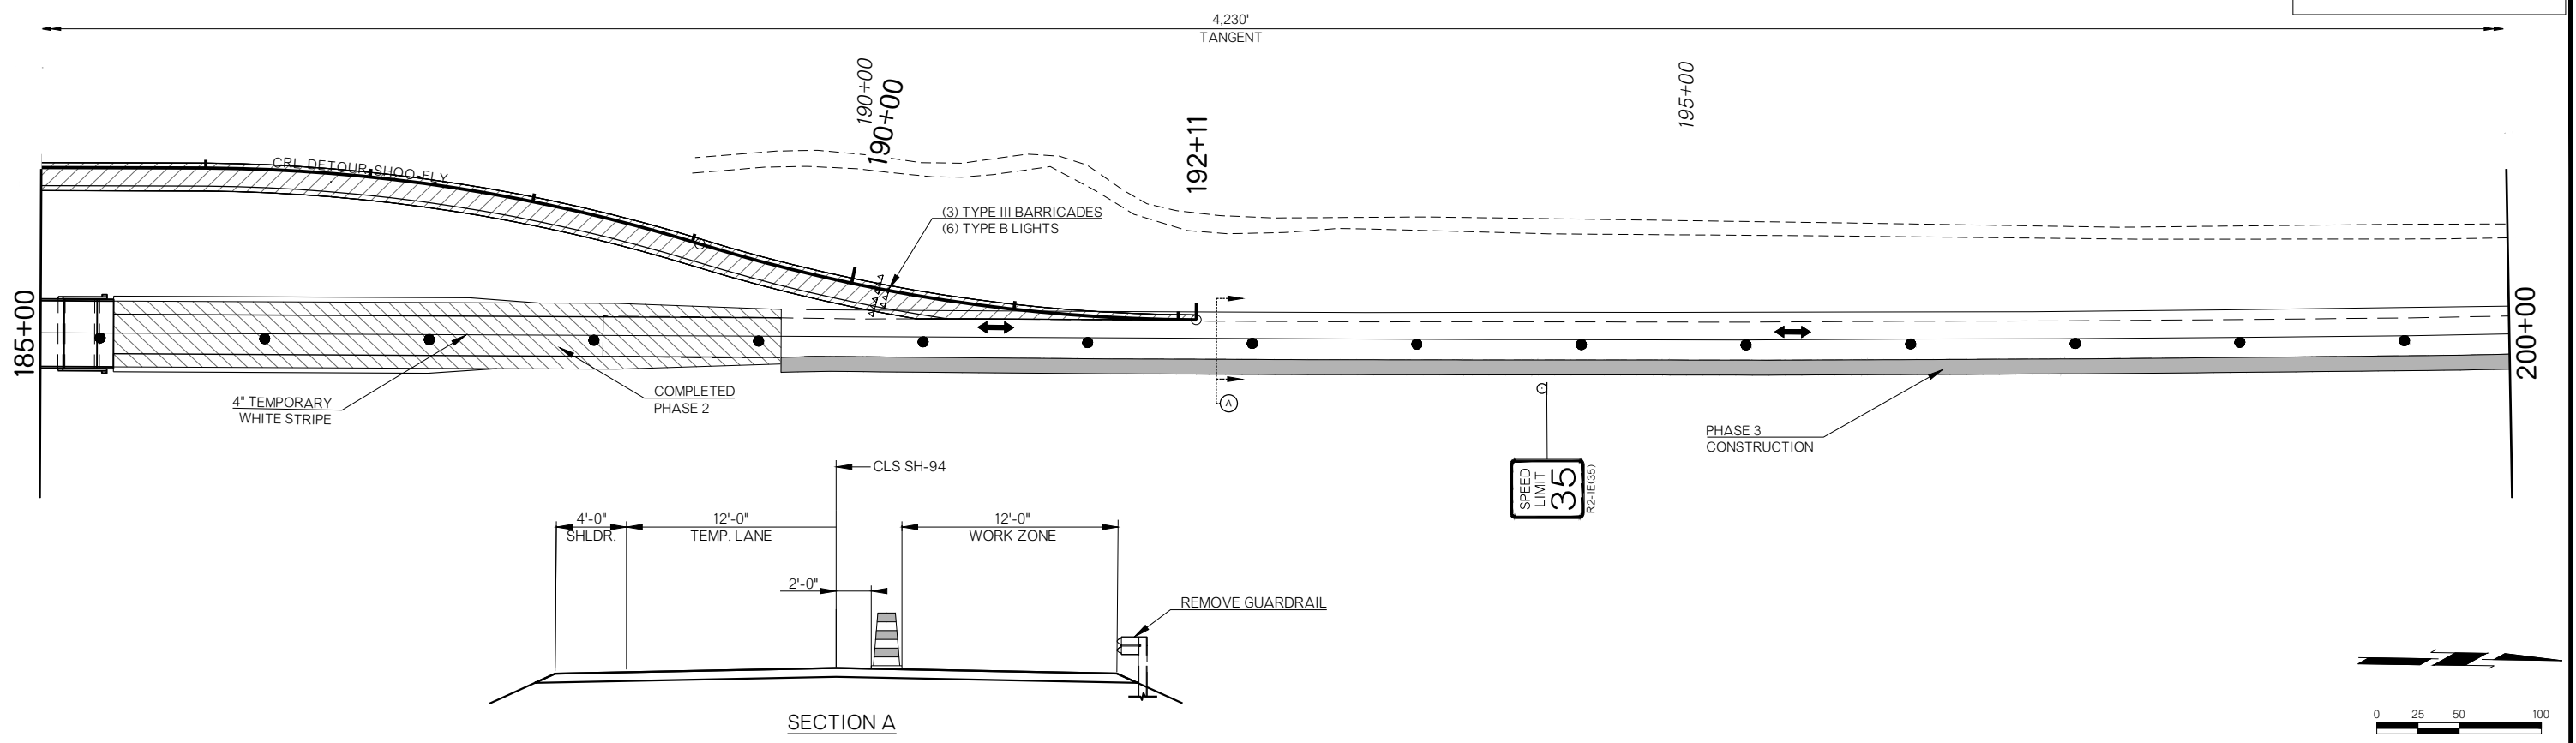 4,230'
TANGENT
190+00
190+00
192+11
195+00
CRL DETOUR SHOO-FLY
(3) TYPE III BARRICADES
(6) TYPE B LIGHTS
185+00
200+00
4" TEMPORARY
WHITE STRIPE
COMPLETED
PHASE 2
A
PHASE 3
CONSTRUCTION
SPEED
LIMIT
35
R2-1E(35)
CLS SH-94
4'-0"
SHLDR.
12'-0"
TEMP. LANE
12'-0"
WORK ZONE
2'-0"
REMOVE GUARDRAIL
SECTION A
0 25 50 100